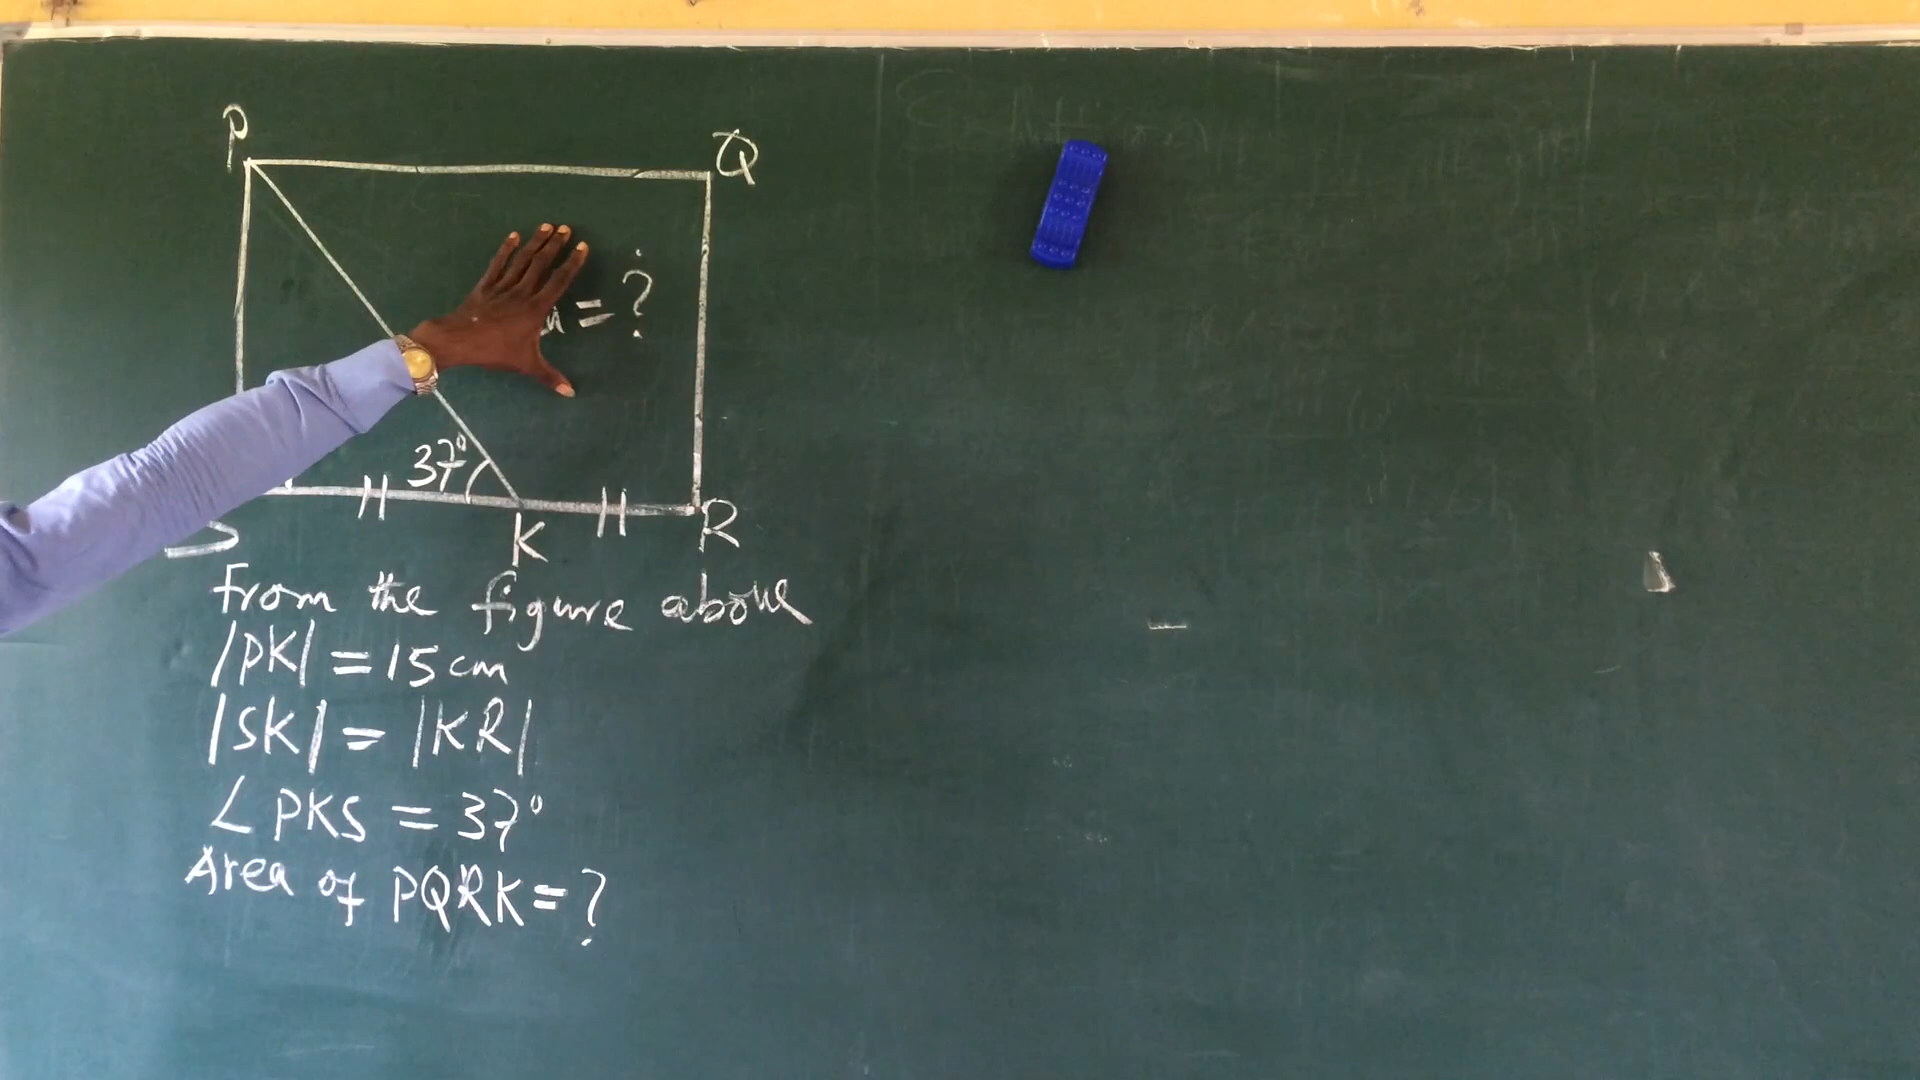 P
Q
= ?
37°
S
K
R
From the figure above
|PK| = 15cm
|SK| = |KR|
∠PKS = 37°
Area of PQRK = ?